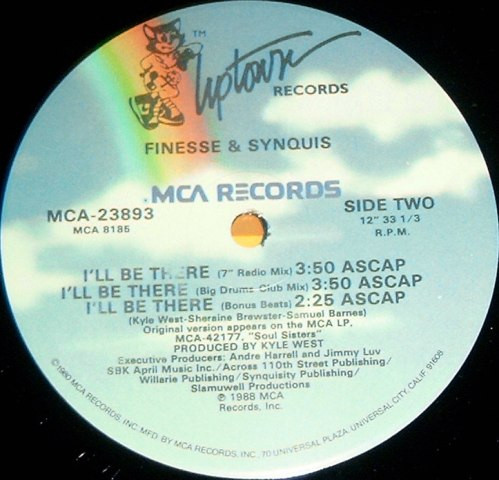 TM
Uptown
RECORDS
FINESSE & SYNQUIS
MCA RECORDS
MCA-23893
MCA 8185
SIDE TWO
12" 33 1/3
R.P.M.
I'LL BE THERE (7" Radio Mix) 3:50 ASCAP
I'LL BE THERE (Big Drums Club Mix) 3:50 ASCAP
I'LL BE THERE (Bonus Beats) 2:25 ASCAP
(Kyle West-Sheraine Brewster-Samuel Barnes)
Original version appears on the MCA LP.
MCA-42177, "Soul Sisters"
PRODUCED BY KYLE WEST
Executive Producers: Andre Harrell and Jimmy Luv
SBK April Music Inc./Across 110th Street Publishing/
Willarie Publishing/Synquisity Publishing/
Slamuwell Productions
℗ 1988 MCA
Records, Inc.
©1980 MCA RECORDS, INC. MFD. BY MCA RECORDS, INC., 70 UNIVERSAL PLAZA, UNIVERSAL CITY, CALIF. 91608